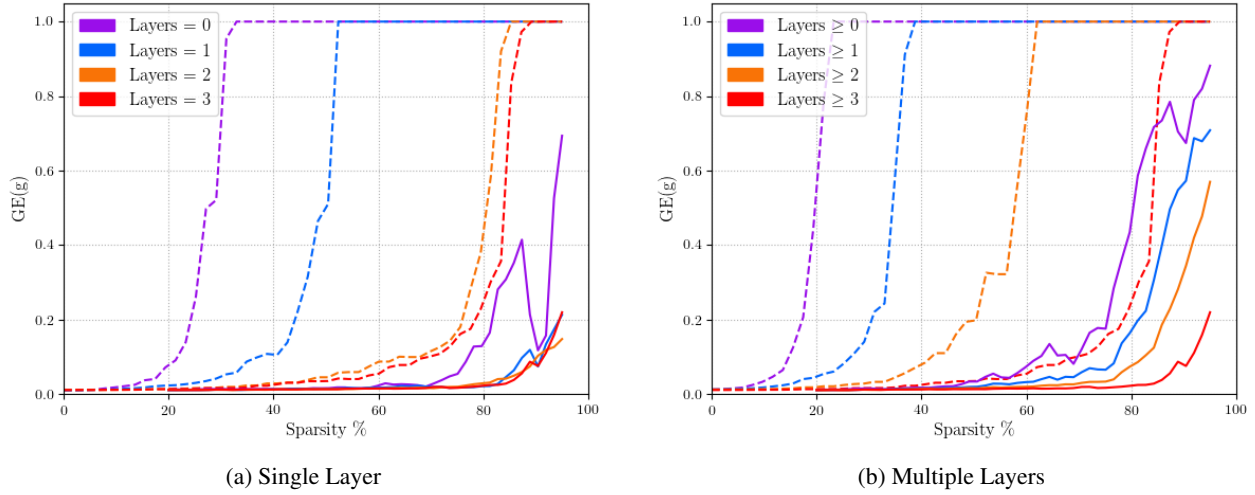 1.0
0.8
0.6
0.4
0.2
0.0
GE(g)
Layers = 0
Layers = 1
Layers = 2
Layers = 3
0 20 40 60 80 100
Sparsity %
(a) Single Layer
1.0
0.8
0.6
0.4
0.2
0.0
GE(g)
Layers ≥ 0
Layers ≥ 1
Layers ≥ 2
Layers ≥ 3
0 20 40 60 80 100
Sparsity %
(b) Multiple Layers